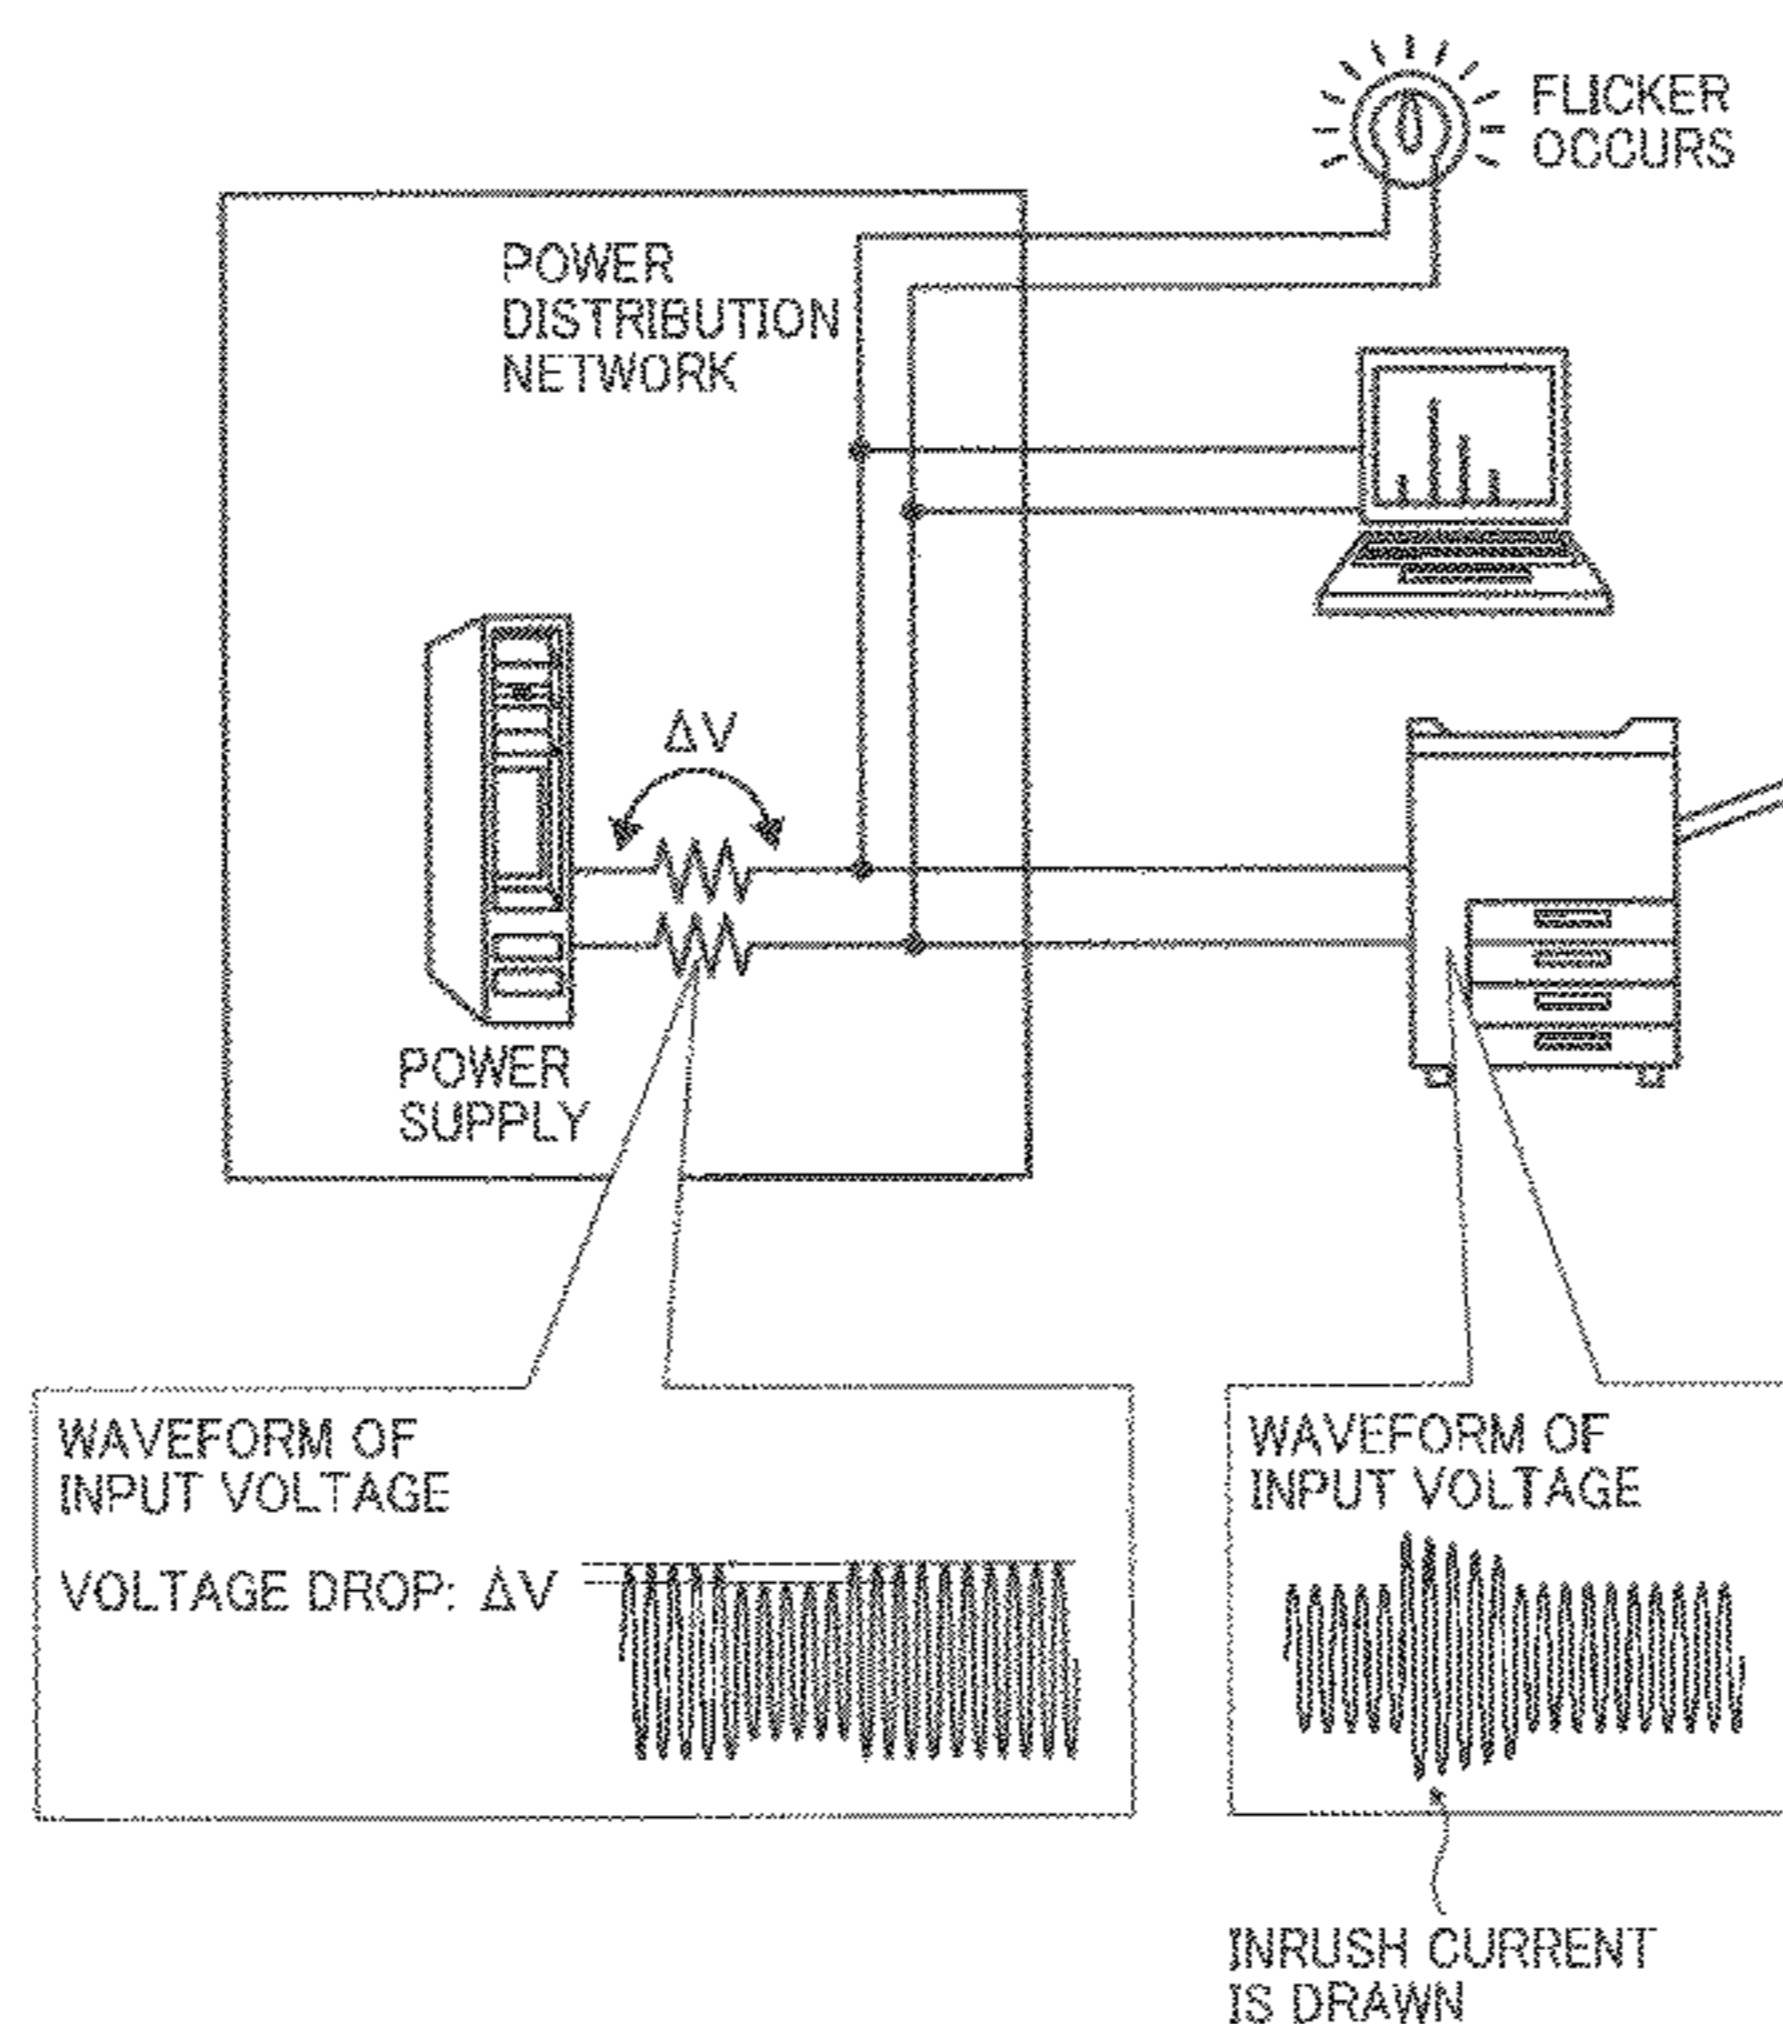 FLICKER
OCCURS
POWER
DISTRIBUTION
NETWORK
ΔV
POWER
SUPPLY
WAVEFORM OF
INPUT VOLTAGE
VOLTAGE DROP: ΔV
WAVEFORM OF
INPUT VOLTAGE
INRUSH CURRENT
IS DRAWN